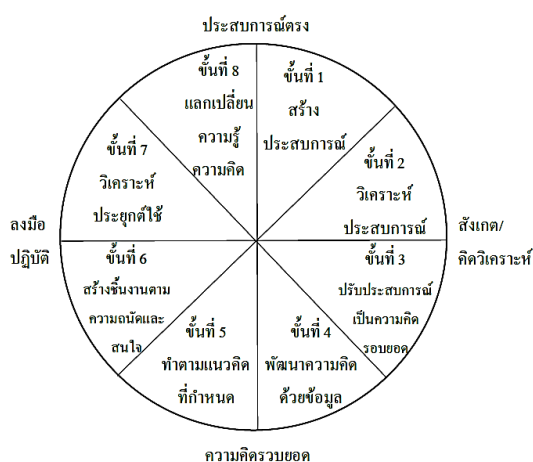 ประสบการณ์ตรง
ขั้นที่ 1
สร้าง
ประสบการณ์
ขั้นที่ 2
วิเคราะห์
ประสบการณ์
สังเกต/
คิดวิเคราะห์
ขั้นที่ 3
ปรับประสบการณ์
เป็นความคิด
รอบยอด
ขั้นที่ 4
พัฒนาความคิด
ด้วยข้อมูล
ความคิดรวบยอด
ขั้นที่ 5
ทำตามแนวคิด
ที่กำหนด
ขั้นที่ 6
สร้างชิ้นงานตาม
ความถนัดและ
สนใจ
ลงมือ
ปฏิบัติ
ขั้นที่ 7
วิเคราะห์
ประยุกต์ใช้
ขั้นที่ 8
แลกเปลี่ยน
ความรู้
ความคิด